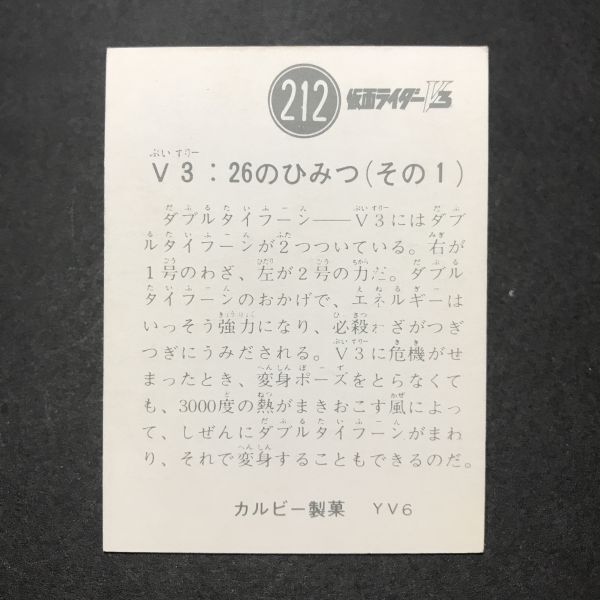 212 仮面ライダーV3
V3：26のひみつ(その1)
ダブルタイフーン――V3にはダブ
ルタイフーンが2つついている。右が
1号のわざ、左が2号の力だ。ダブル
タイフーンのおかげで、エネルギーは
いっそう強力になり、必殺わざがつぎ
つぎにうみだされる。V3に危機がせ
まったとき、変身ポーズをとらなくて
も、3000度の熱がまきおこす風によっ
て、しぜんにダブルタイフーンがまわ
り、それで変身することもできるのだ。
カルビー製菓 YV6